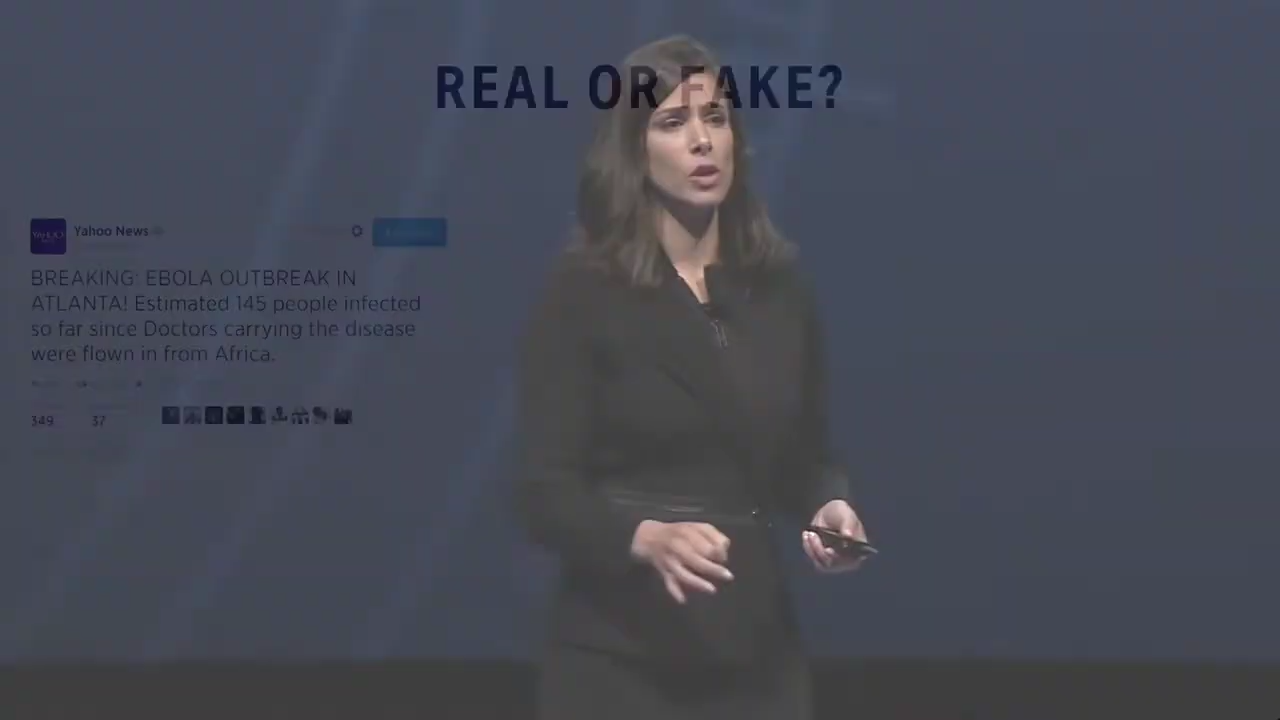 REAL OR FAKE?
YAHOO!
Yahoo News
BREAKING: EBOLA OUTBREAK IN
ATLANTA! Estimated 145 people infected
so far since Doctors carrying the disease
were flown in from Africa.
349 37